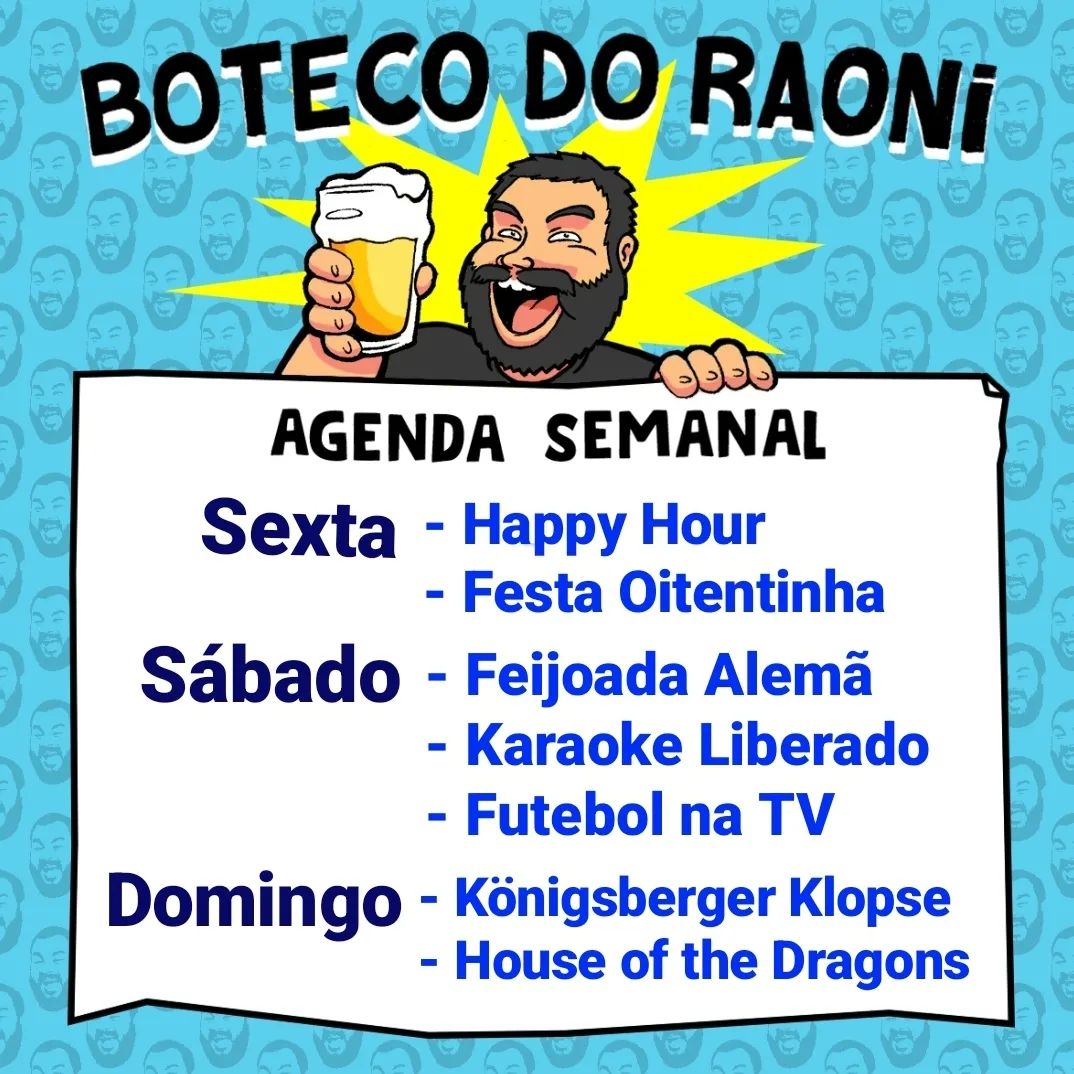 BOTECO DO RAONi
AGENDA SEMANAL
Sexta - Happy Hour
- Festa Oitentinha
Sábado - Feijoada Alemã
- Karaoke Liberado
- Futebol na TV
Domingo - Königsberger Klopse
- House of the Dragons